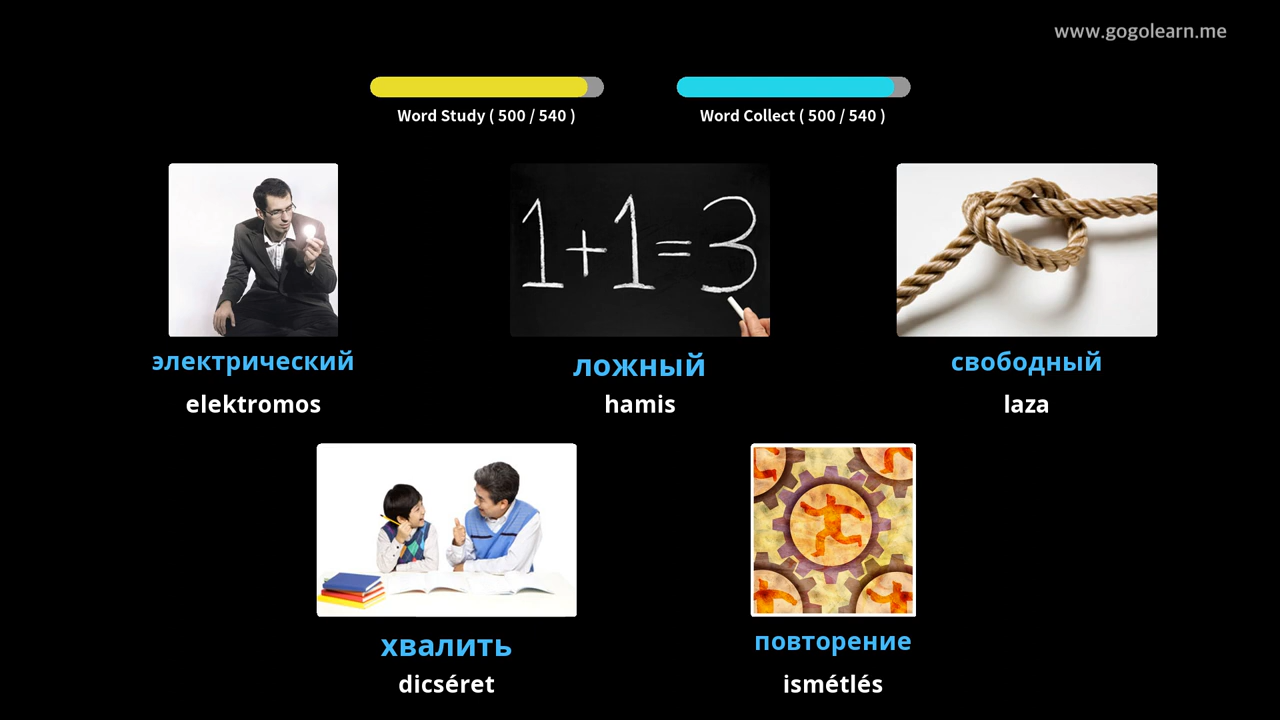 www.gogolearn.me
Word Study ( 500 / 540 )
Word Collect ( 500 / 540 )
1+1=3
электрический
elektromos
ложный
hamis
свободный
laza
хвалить
dicséret
повторение
ismétlés